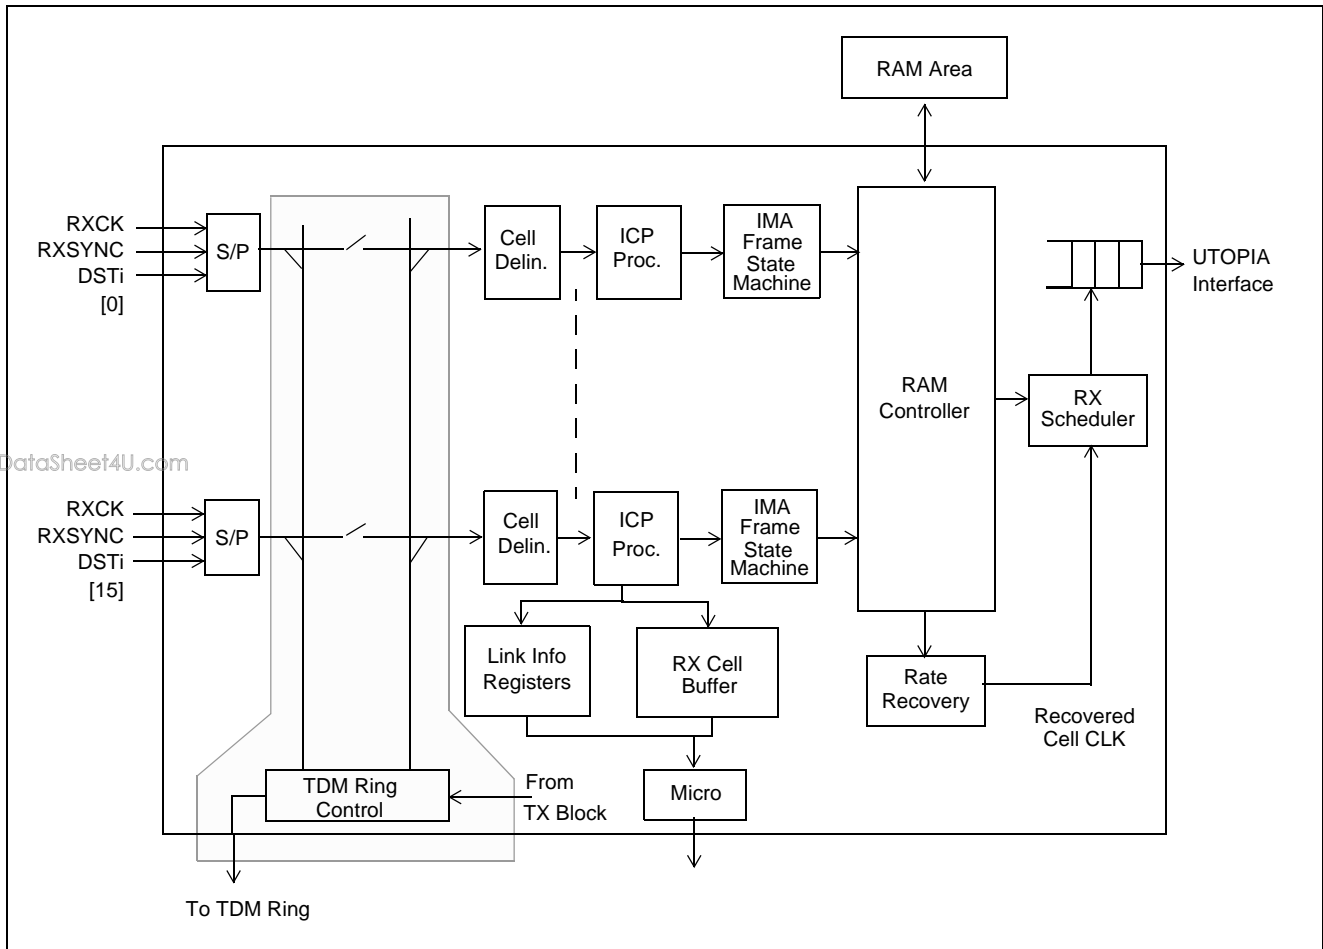 RAM Area
RXCK
RXSYNC
DSTi
[0]
S/P
Cell
Delin.
ICP
Proc.
IMA
Frame
State
Machine
RAM
Controller
UTOPIA
Interface
RX
Scheduler
DataSheet4U.com
RXCK
RXSYNC
DSTi
[15]
S/P
Cell
Delin.
ICP
Proc.
IMA
Frame
State
Machine
Link Info
Registers
RX Cell
Buffer
Rate
Recovery
Recovered
Cell CLK
TDM Ring
Control
From
TX Block
Micro
To TDM Ring